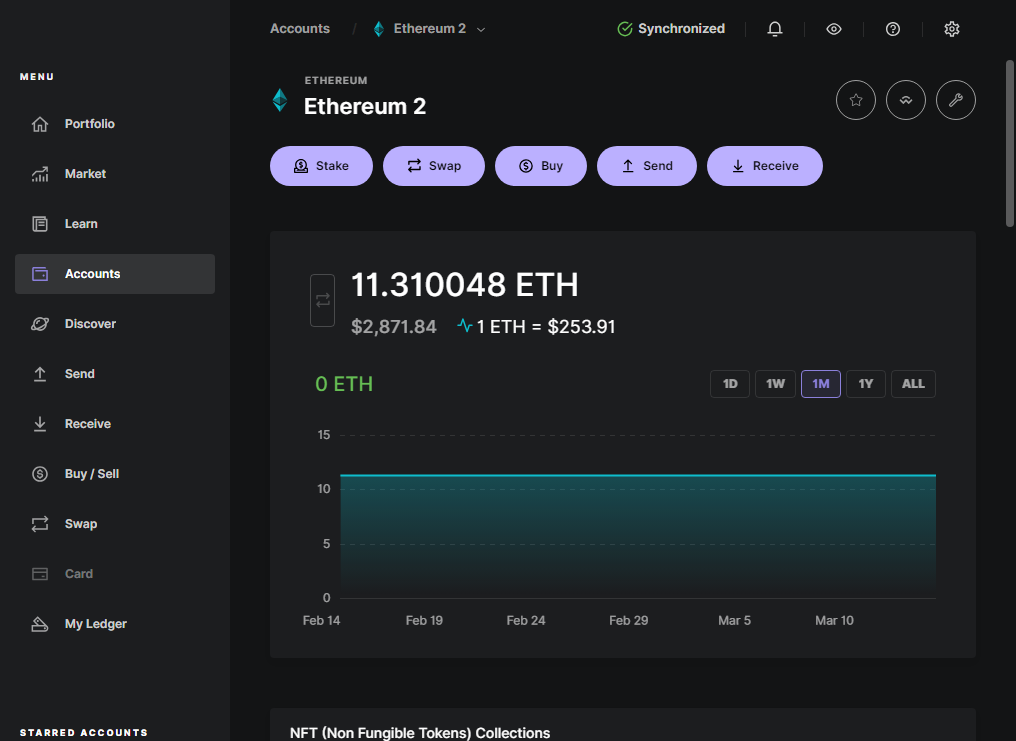 Accounts / Ethereum 2
Synchronized
MENU
Portfolio
Market
Learn
Accounts
Discover
Send
Receive
Buy / Sell
Swap
Card
My Ledger
STARRED ACCOUNTS
ETHEREUM
Ethereum 2
Stake Swap Buy Send Receive
11.310048 ETH
$2,871.84 1 ETH = $253.91
0 ETH
1D 1W 1M 1Y ALL
15
10
5
0
Feb 14 Feb 19 Feb 24 Feb 29 Mar 5 Mar 10
NFT (Non Fungible Tokens) Collections